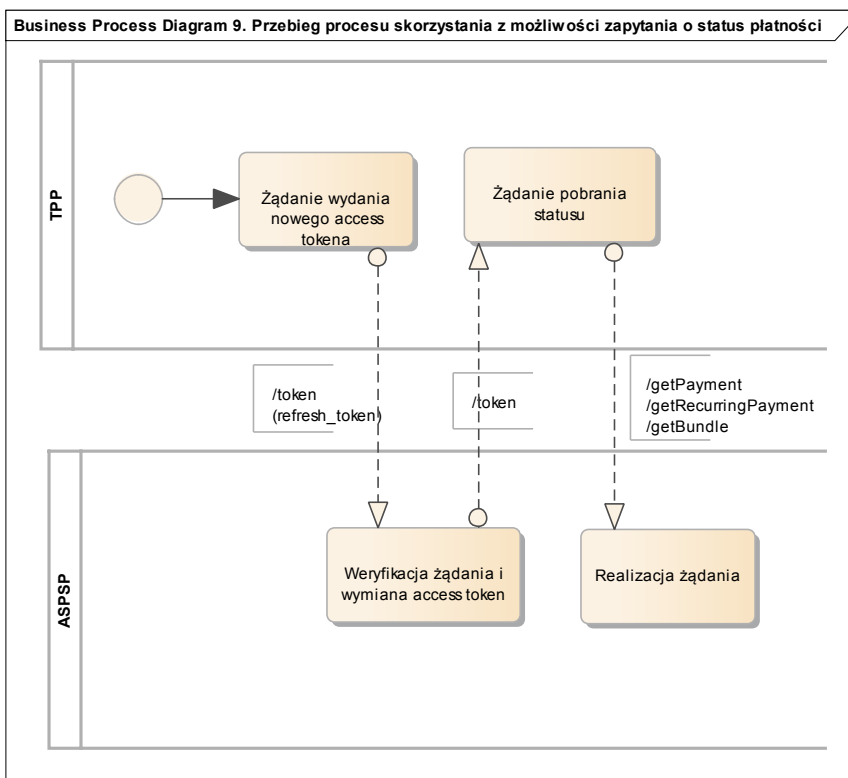 Business Process Diagram 9. Przebieg procesu skorzystania z możliwości zapytania o status płatności
TPP
Żądanie wydania
nowego access
tokena
Żądanie pobrania
statusu
/token
(refresh_token)
/token
/getPayment
/getRecurringPayment
/getBundle
ASPSP
Weryfikacja żądania i
wymiana access token
Realizacja żądania